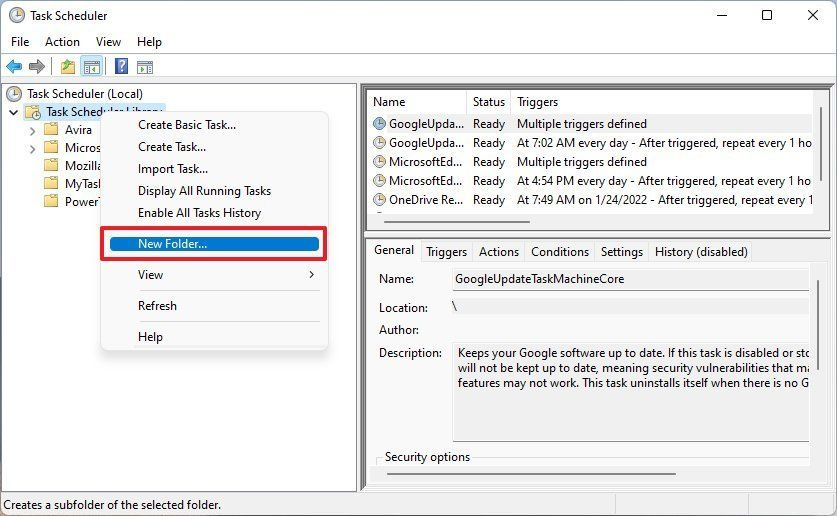 Task Scheduler
File Action View Help
Task Scheduler (Local)
Task Scheduler Library
Avira
Micros
Mozilla
MyTask
PowerT
Create Basic Task...
Create Task...
Import Task...
Display All Running Tasks
Enable All Tasks History
New Folder...
View
Refresh
Help
Name Status Triggers
GoogleUpda... Ready Multiple triggers defined
GoogleUpda... Ready At 7:02 AM every day - After triggered, repeat every 1 ho
MicrosoftEd... Ready Multiple triggers defined
MicrosoftEd... Ready At 4:54 PM every day - After triggered, repeat every 1 ho
OneDrive Re... Ready At 7:49 AM on 1/24/2022 - After triggered, repeat every 1
General Triggers Actions Conditions Settings History (disabled)
Name: GoogleUpdateTaskMachineCore
Location: \
Author:
Description: Keeps your Google software up to date. If this task is disabled or sto
will not be kept up to date, meaning security vulnerabilities that ma
features may not work. This task uninstalls itself when there is no G
Security options
Creates a subfolder of the selected folder.